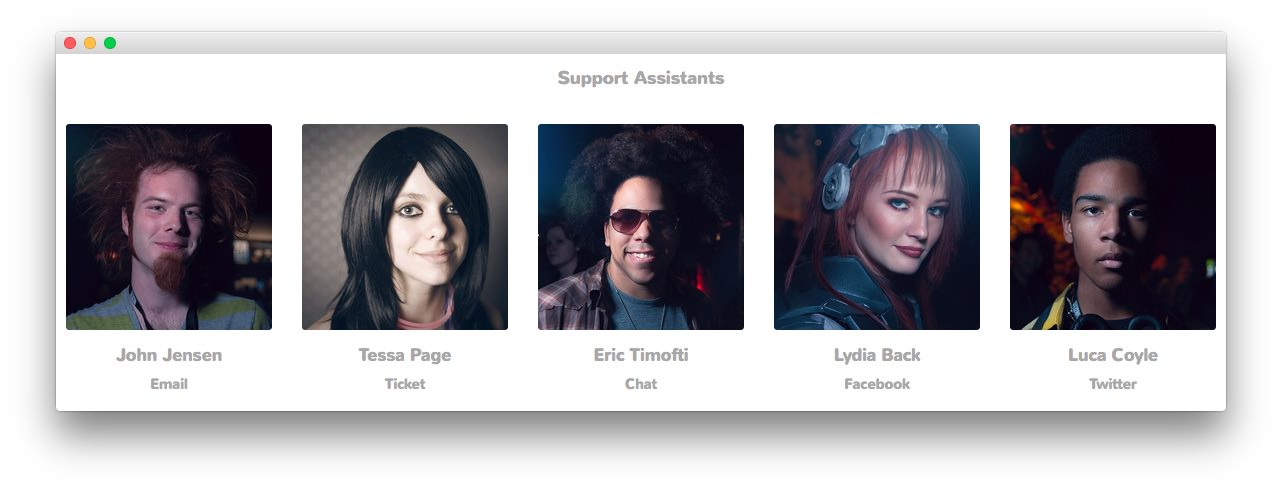 Support Assistants
John Jensen
Email
Tessa Page
Ticket
Eric Timofti
Chat
Lydia Back
Facebook
Luca Coyle
Twitter